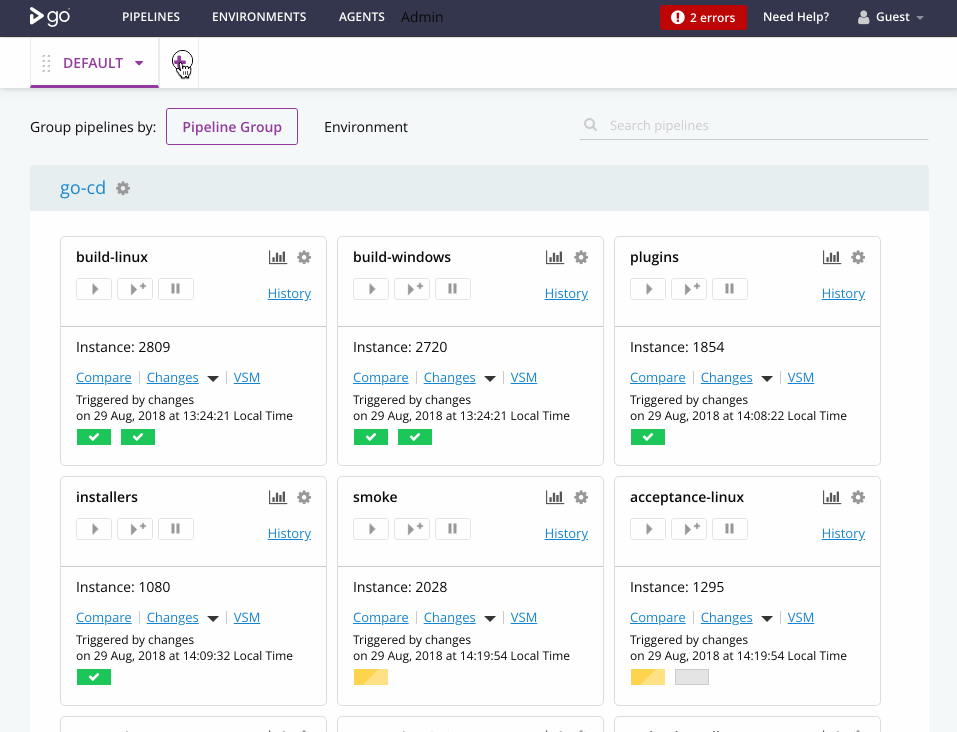 go PIPELINES ENVIRONMENTS AGENTS Admin 2 errors Need Help? Guest
DEFAULT
Group pipelines by: Pipeline Group Environment Search pipelines
go-cd
build-linux build-windows plugins
History History History
Instance: 2809 Instance: 2720 Instance: 1854
Compare Changes VSM Compare Changes VSM Compare Changes VSM
Triggered by changes Triggered by changes Triggered by changes
on 29 Aug, 2018 at 13:24:21 Local Time on 29 Aug, 2018 at 13:24:21 Local Time on 29 Aug, 2018 at 14:08:22 Local Time
installers smoke acceptance-linux
History History History
Instance: 1080 Instance: 2028 Instance: 1295
Compare Changes VSM Compare Changes VSM Compare Changes VSM
Triggered by changes Triggered by changes Triggered by changes
on 29 Aug, 2018 at 14:09:32 Local Time on 29 Aug, 2018 at 14:19:54 Local Time on 29 Aug, 2018 at 14:19:54 Local Time